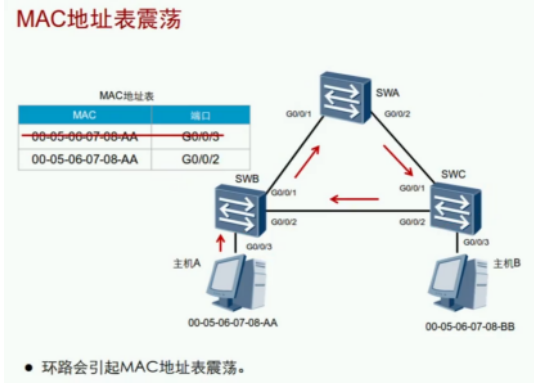 MAC地址表震荡
MAC地址表
MAC 端口
00-05-06-07-08-AA G0/0/3
00-05-06-07-08-AA G0/0/2
SWA
G0/0/1 G0/0/2
SWB SWC
G0/0/1 G0/0/1
G0/0/2 G0/0/2
G0/0/3 G0/0/3
主机A 主机B
00-05-06-07-08-AA 00-05-06-07-08-BB
● 环路会引起MAC地址表震荡。